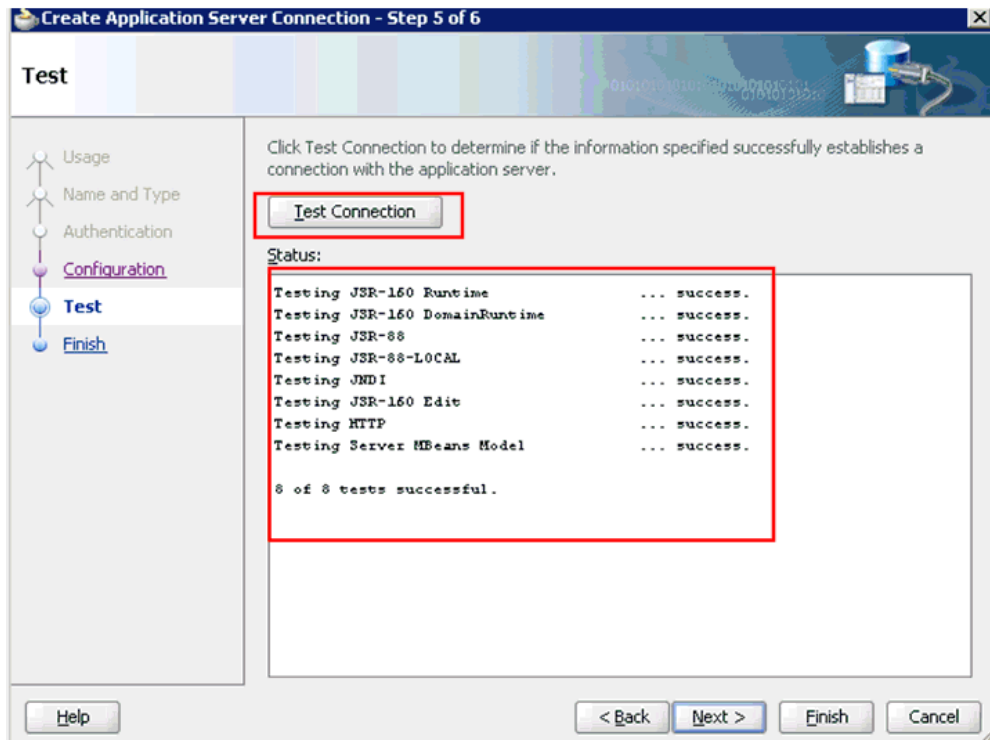 Create Application Server Connection - Step 5 of 6
Test
Usage
Name and Type
Authentication
Configuration
Test
Finish
Click Test Connection to determine if the information specified successfully establishes a
connection with the application server.
Test Connection
Status:
Testing JSR-160 Runtime ... success.
Testing JSR-160 DomainRuntime ... success.
Testing JSR-88 ... success.
Testing JSR-88-LOCAL ... success.
Testing JNDI ... success.
Testing JSR-160 Edit ... success.
Testing HTTP ... success.
Testing Server MBeans Model ... success.
8 of 8 tests successful.
Help
< Back
Next >
Finish
Cancel